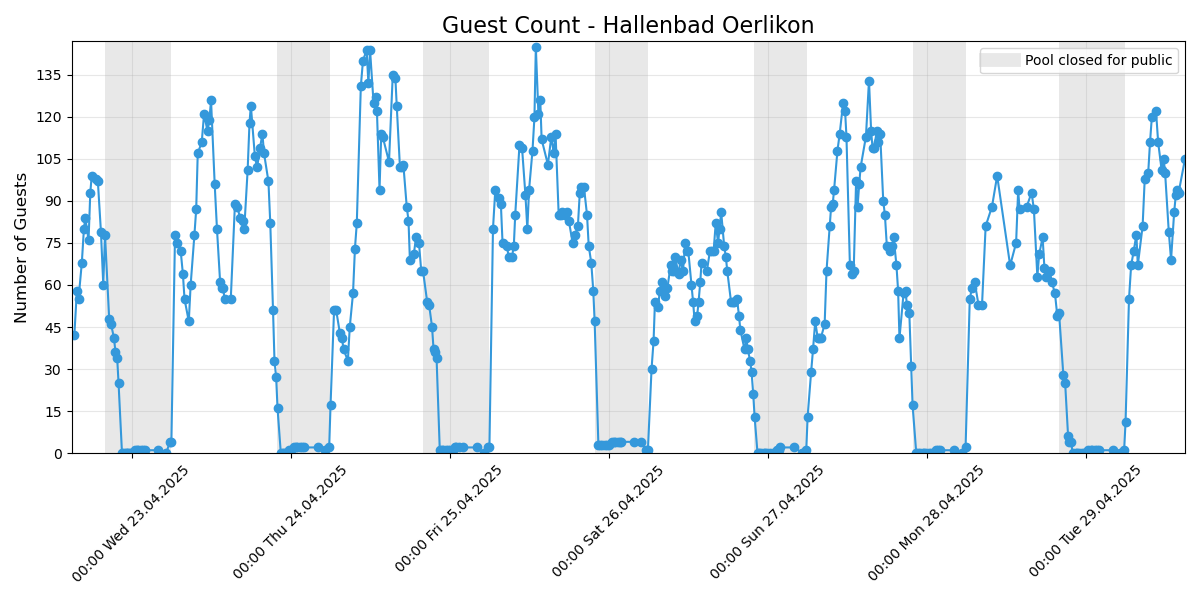 Guest Count - Hallenbad Oerlikon
Pool closed for public
Number of Guests
135
120
105
90
75
60
45
30
15
0
00:00 Wed 23.04.2025
00:00 Thu 24.04.2025
00:00 Fri 25.04.2025
00:00 Sat 26.04.2025
00:00 Sun 27.04.2025
00:00 Mon 28.04.2025
00:00 Tue 29.04.2025